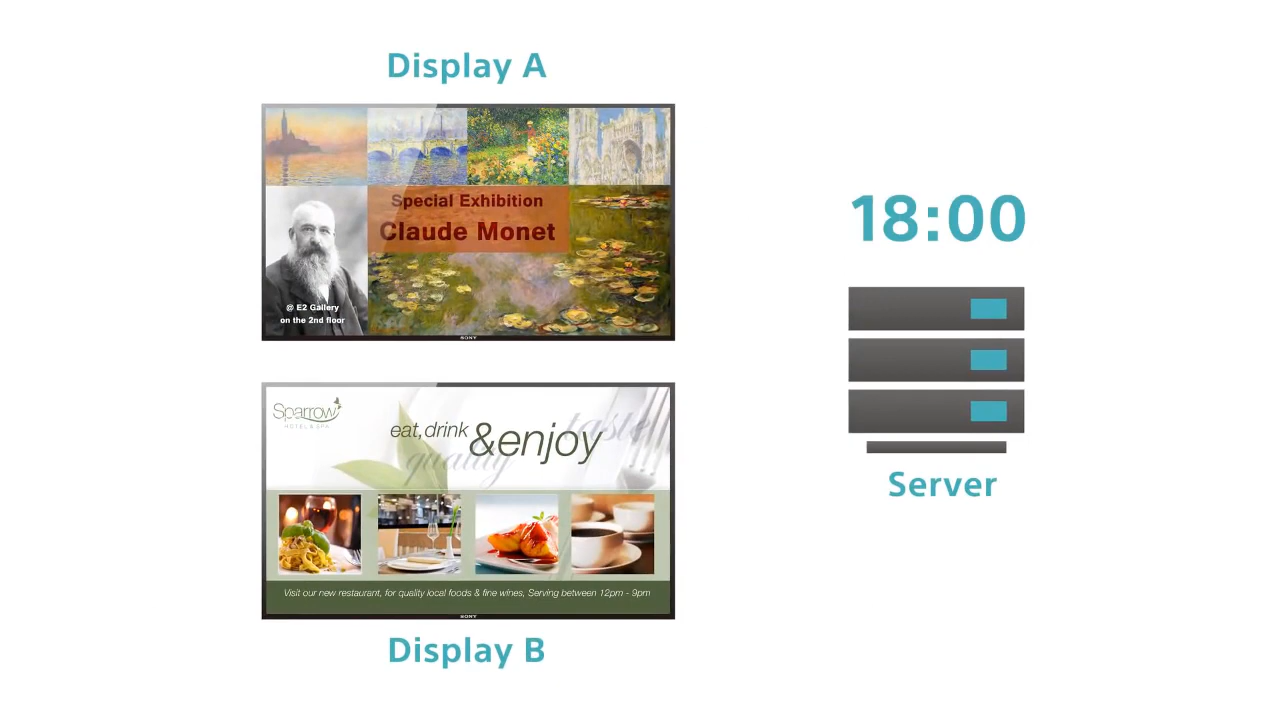 Display A
Special Exhibition
Claude Monet
@ E2 Gallery
on the 2nd floor
SONY
18:00
Server
Sparrow
HOTEL & SPA
eat, drink &enjoy
taste
quality
Visit our new restaurant, for quality local foods & fine wines, Serving between 12pm - 9pm
SONY
Display B